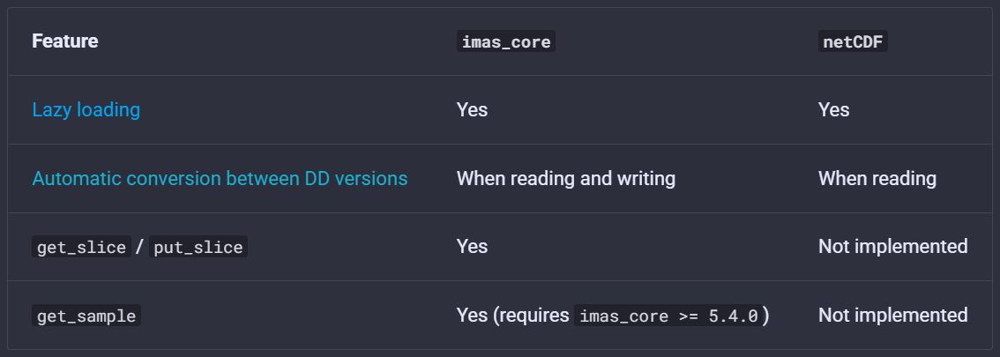 Feature imas_core netCDF
Lazy loading Yes Yes
Automatic conversion between DD versions When reading and writing When reading
get_slice / put_slice Yes Not implemented
get_sample Yes (requires imas_core >= 5.4.0) Not implemented